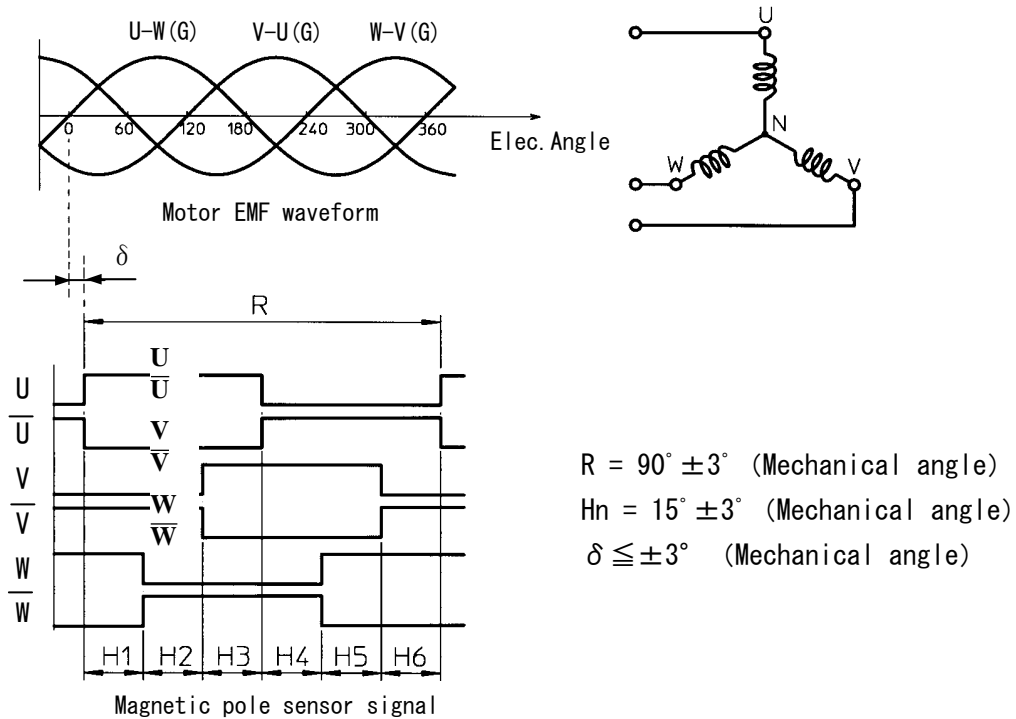 U-W(G) V-U(G) W-V(G)
0 60 120 180 240 300 360
Elec.Angle
Motor EMF waveform
U
N
W
V
δ
R
U
U̅
U
U̅
V
V̅
V
V̅
W
W̅
W
W̅
H1 H2 H3 H4 H5 H6
Magnetic pole sensor signal
R = 90°±3° (Mechanical angle)
Hn = 15°±3° (Mechanical angle)
δ≦±3° (Mechanical angle)